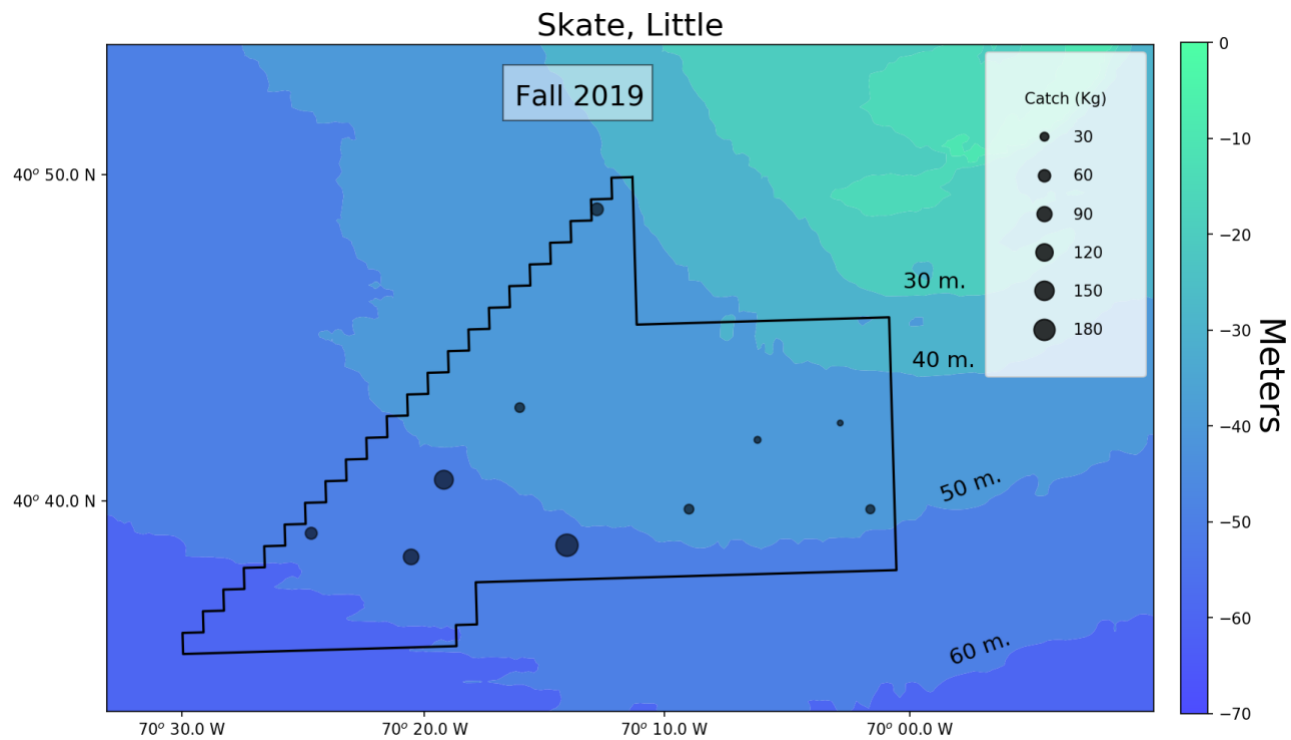 Skate, Little
Fall 2019
Catch (Kg)
30
60
90
120
150
180
30 m.
40 m.
50 m.
60 m.
40° 50.0 N
40° 40.0 N
70° 30.0 W
70° 20.0 W
70° 10.0 W
70° 00.0 W
0
−10
−20
−30
−40
−50
−60
−70
Meters